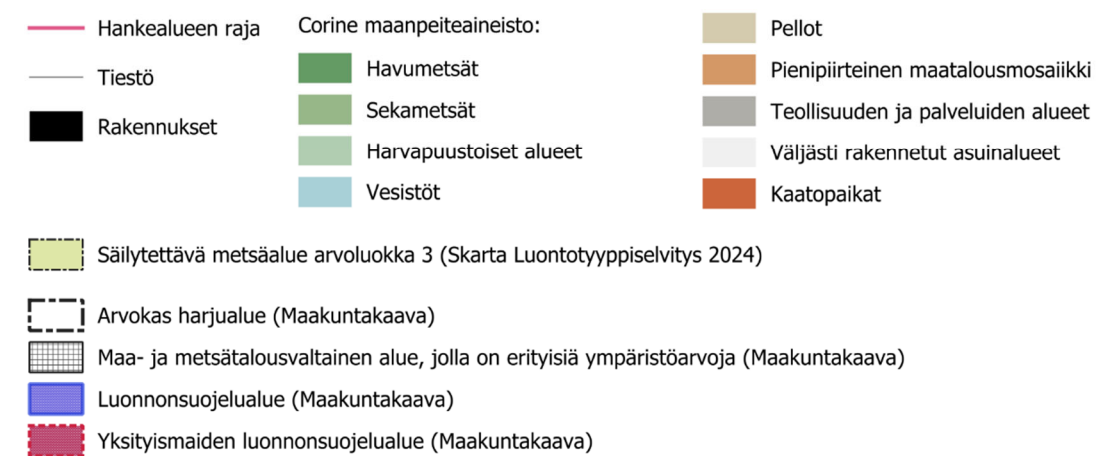 Hankealueen raja
Tiestö
Rakennukset
Corine maanpeiteaineisto:
Havumetsät
Sekametsät
Harvapuustoiset alueet
Vesistöt
Pellot
Pienipiirteinen maatalousmosaiikki
Teollisuuden ja palveluiden alueet
Väljästi rakennetut asuinalueet
Kaatopaikat
Säilytettävä metsäalue arvoluokka 3 (Skarta Luontotyyppiselvitys 2024)
Arvokas harjualue (Maakuntakaava)
Maa- ja metsätalousvaltainen alue, jolla on erityisiä ympäristöarvoja (Maakuntakaava)
Luonnonsuojelualue (Maakuntakaava)
Yksityismaiden luonnonsuojelualue (Maakuntakaava)